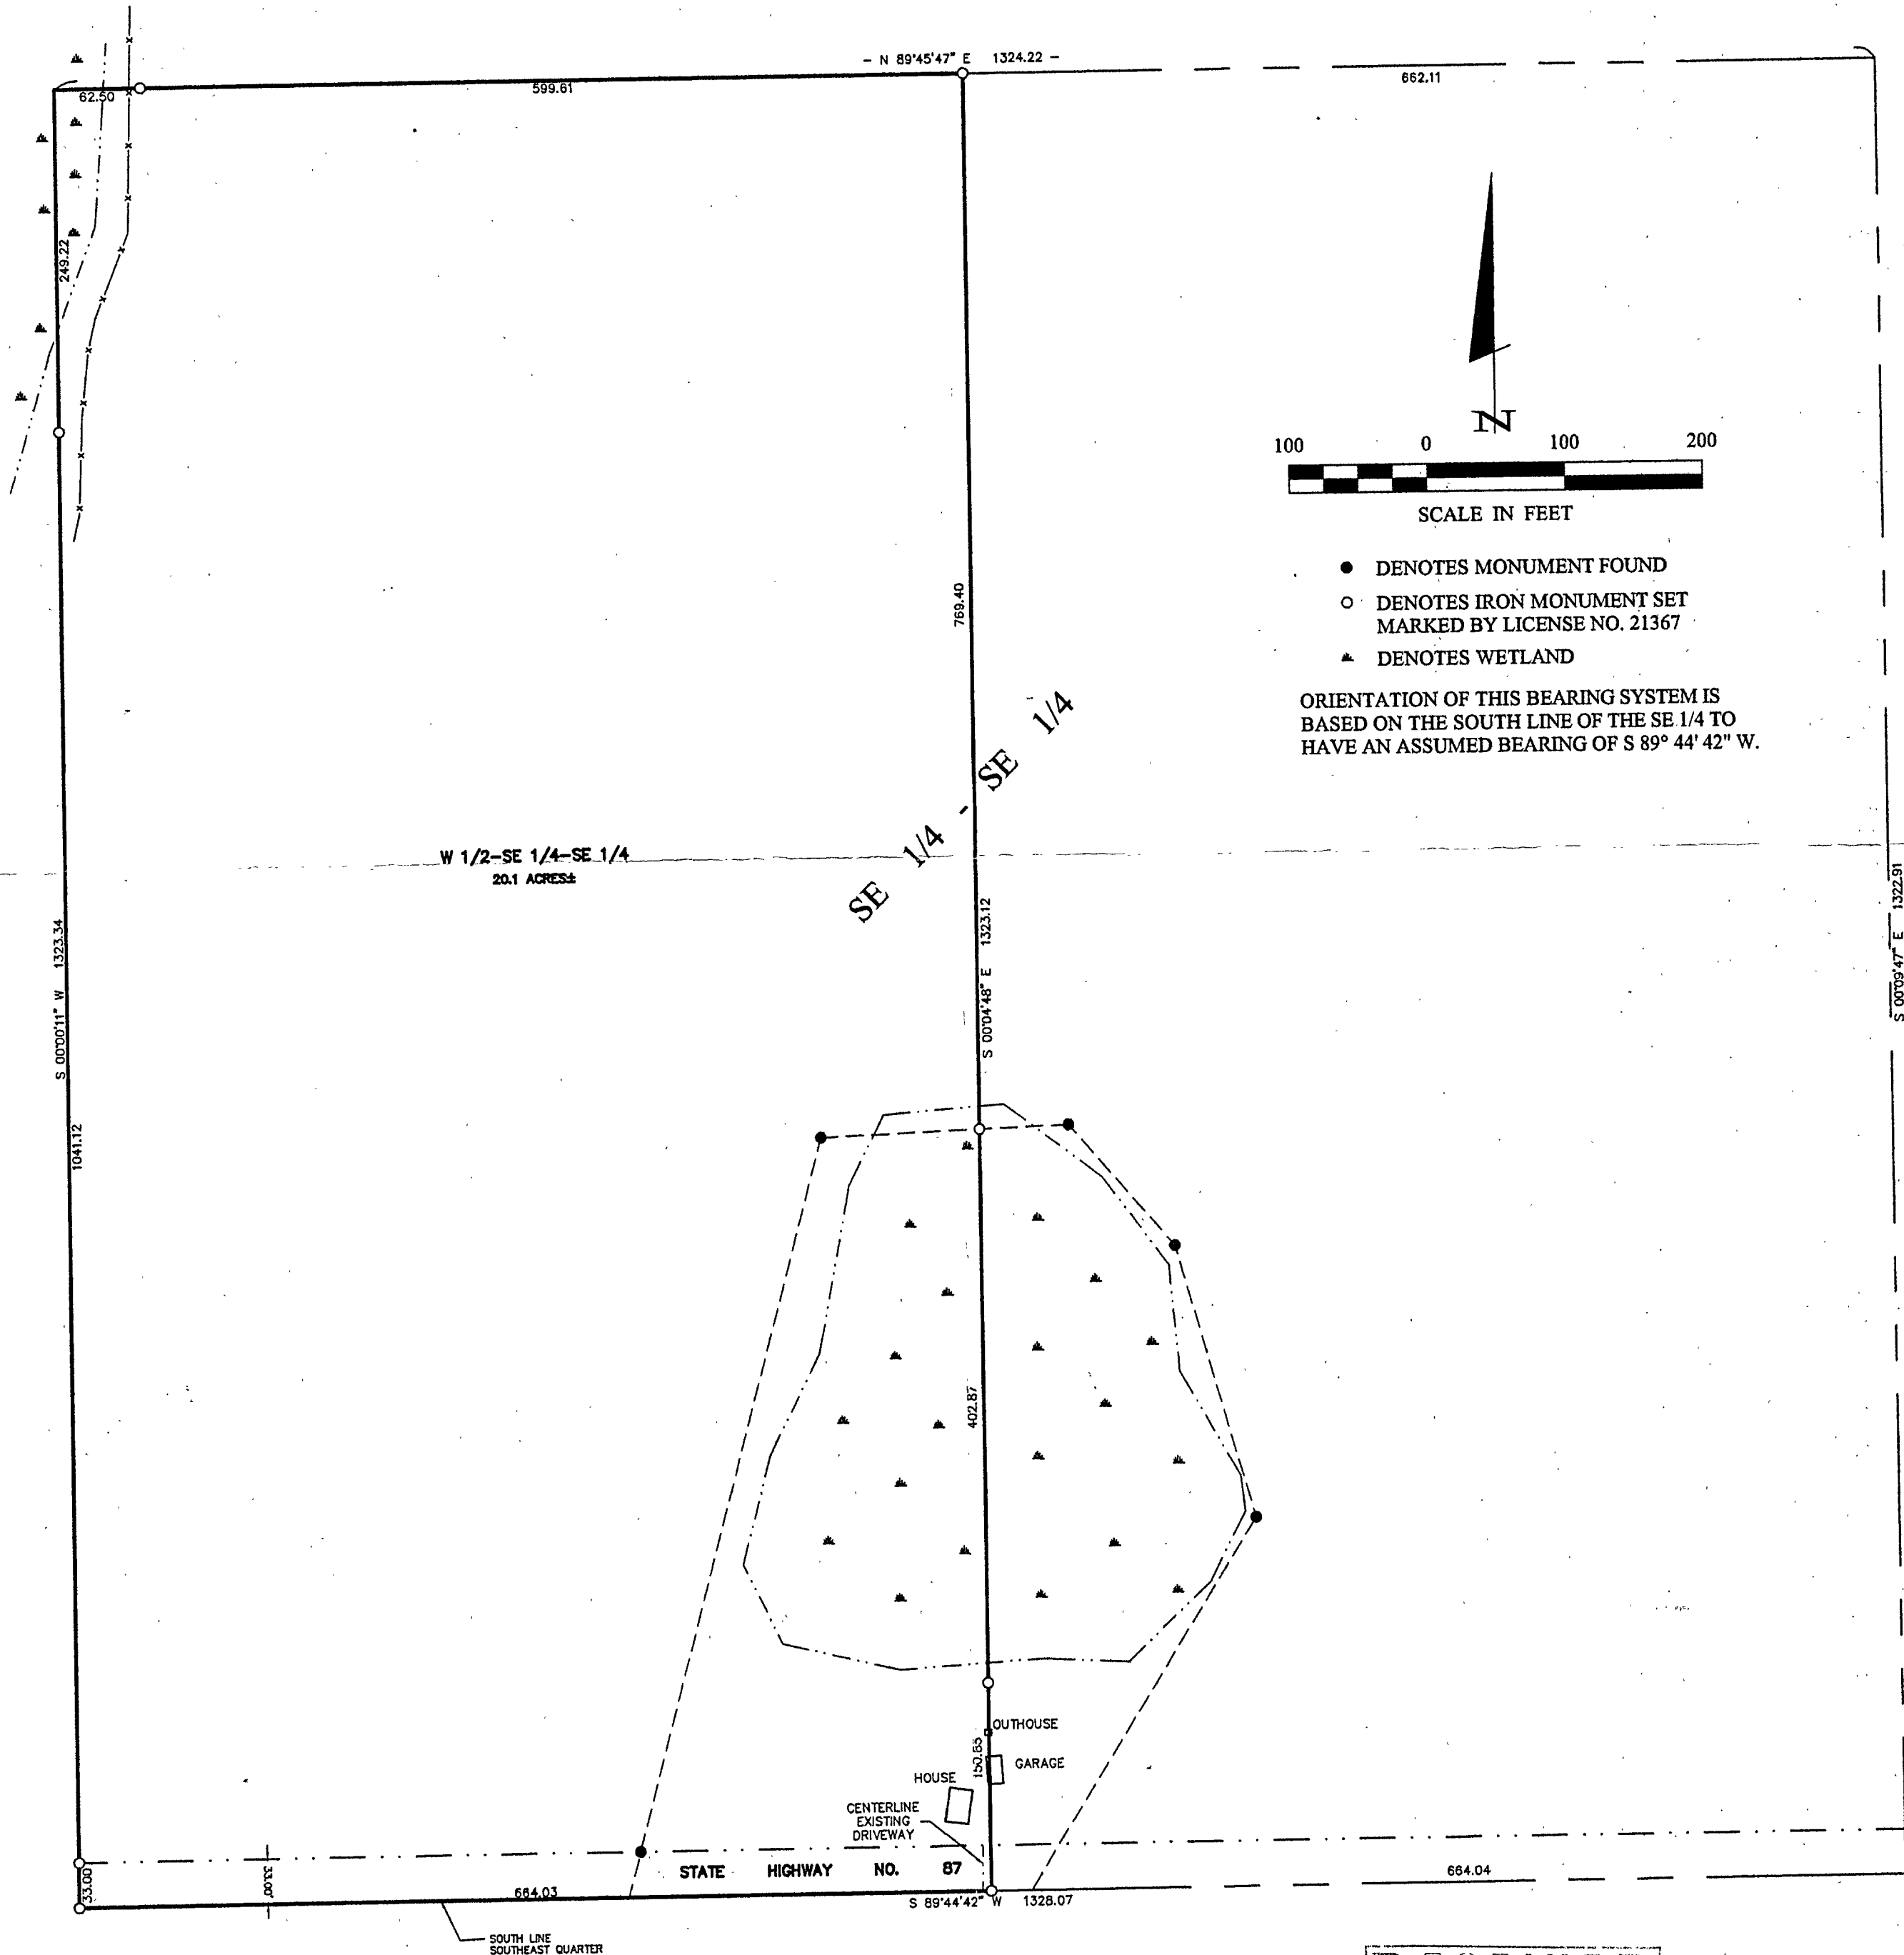 - N 89°45'47" E 1324.22 -
62.50
599.61
662.11
249.22
N
100 0 100 200
SCALE IN FEET
DENOTES MONUMENT FOUND
DENOTES IRON MONUMENT SET
MARKED BY LICENSE NO. 21367
DENOTES WETLAND
ORIENTATION OF THIS BEARING SYSTEM IS
BASED ON THE SOUTH LINE OF THE SE 1/4 TO
HAVE AN ASSUMED BEARING OF S 89° 44' 42" W.
769.40
SE 1/4 - SE 1/4
W 1/2-SE 1/4-SE 1/4
20.1 ACRES±
S 00°00'11" W 1323.34
S 00°04'48" E 1323.12
S 00°09'47" E 1322.91
1041.12
402.87
OUTHOUSE
150.85
GARAGE
HOUSE
CENTERLINE
EXISTING
DRIVEWAY
33.00
33.00
STATE HIGHWAY NO. 87
664.03
664.04
S 89°44'42" W 1328.07
SOUTH LINE
SOUTHEAST QUARTER